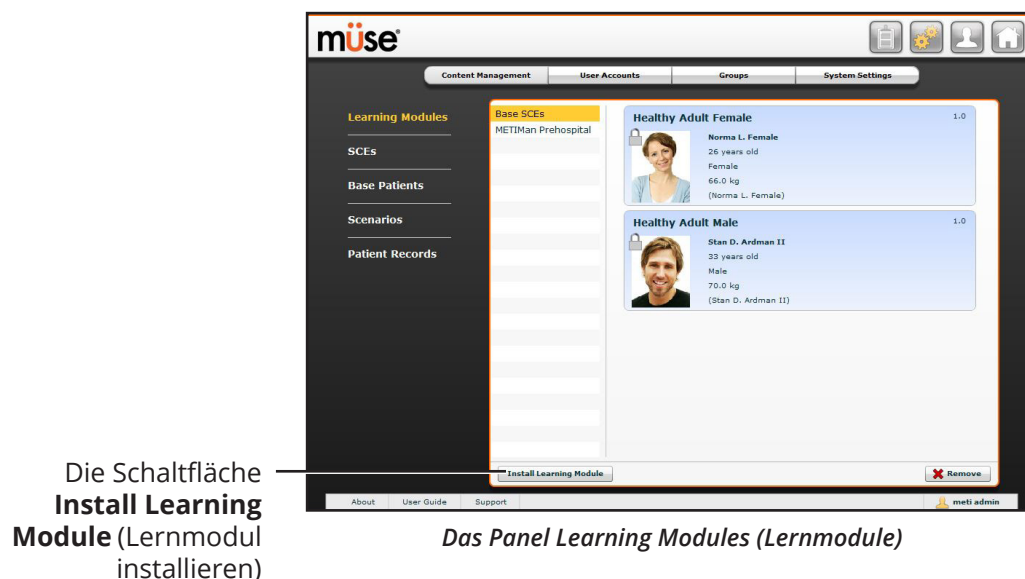 müse
Content Management
User Accounts
Groups
System Settings
Learning Modules
SCEs
Base Patients
Scenarios
Patient Records
Base SCEs
METIMan Prehospital
Healthy Adult Female 1.0
Norma L. Female
26 years old
Female
66.0 kg
(Norma L. Female)
Healthy Adult Male 1.0
Stan D. Ardman II
33 years old
Male
70.0 kg
(Stan D. Ardman II)
Install Learning Module
Remove
About
User Guide
Support
meti admin
Die Schaltfläche
Install Learning
Module (Lernmodul
installieren)
Das Panel Learning Modules (Lernmodule)